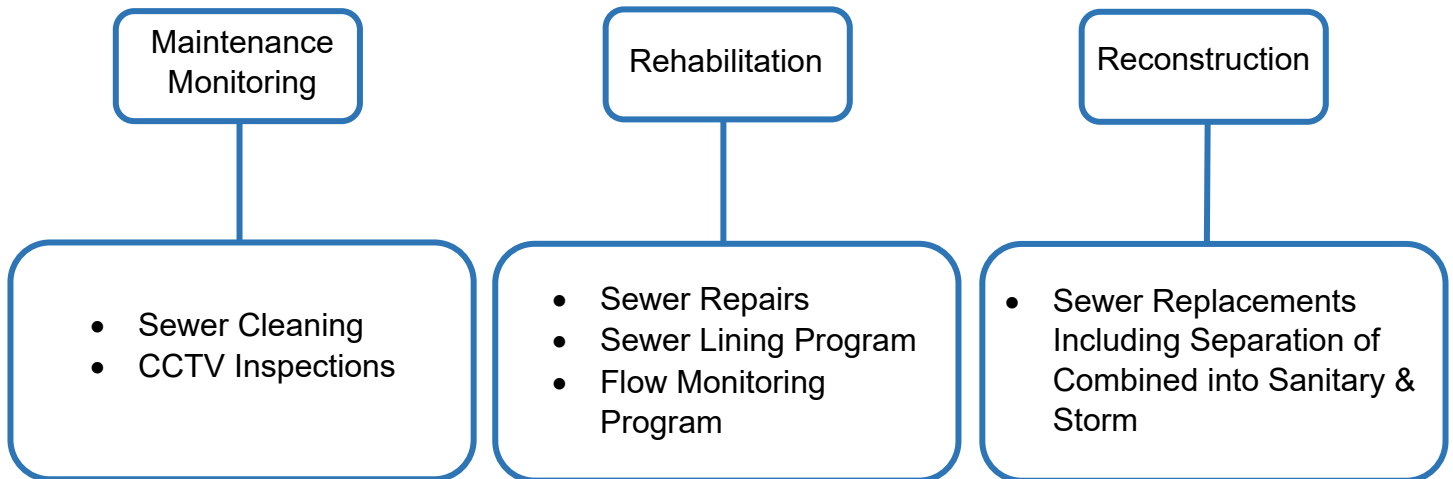 Maintenance
Monitoring
Rehabilitation
Reconstruction
• Sewer Cleaning
• CCTV Inspections
• Sewer Repairs
• Sewer Lining Program
• Flow Monitoring
Program
• Sewer Replacements
Including Separation of
Combined into Sanitary &
Storm